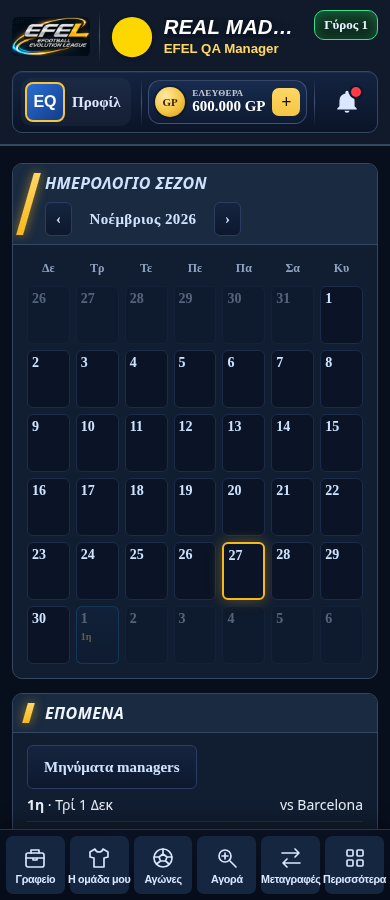 EFEL
EFOOTBALL
EVOLUTION LEAGUE
REAL MAD...
EFEL QA Manager
Γύρος 1
EQ
Προφίλ
GP
ΕΛΕΥΘΕΡΑ
600.000 GP
+
ΗΜΕΡΟΛΟΓΙΟ ΣΕΖΟΝ
‹ Νοέμβριος 2026 ›
Δε Τρ Τε Πε Πα Σα Κυ
26 27 28 29 30 31 1
2 3 4 5 6 7 8
9 10 11 12 13 14 15
16 17 18 19 20 21 22
23 24 25 26 27 28 29
30 1 2 3 4 5 6
1η
ΕΠΟΜΕΝΑ
Μηνύματα managers
1η · Τρί 1 Δεκ vs Barcelona
Γραφείο Η ομάδα μου Αγώνες Αγορά Μεταγραφές Περισσότερα